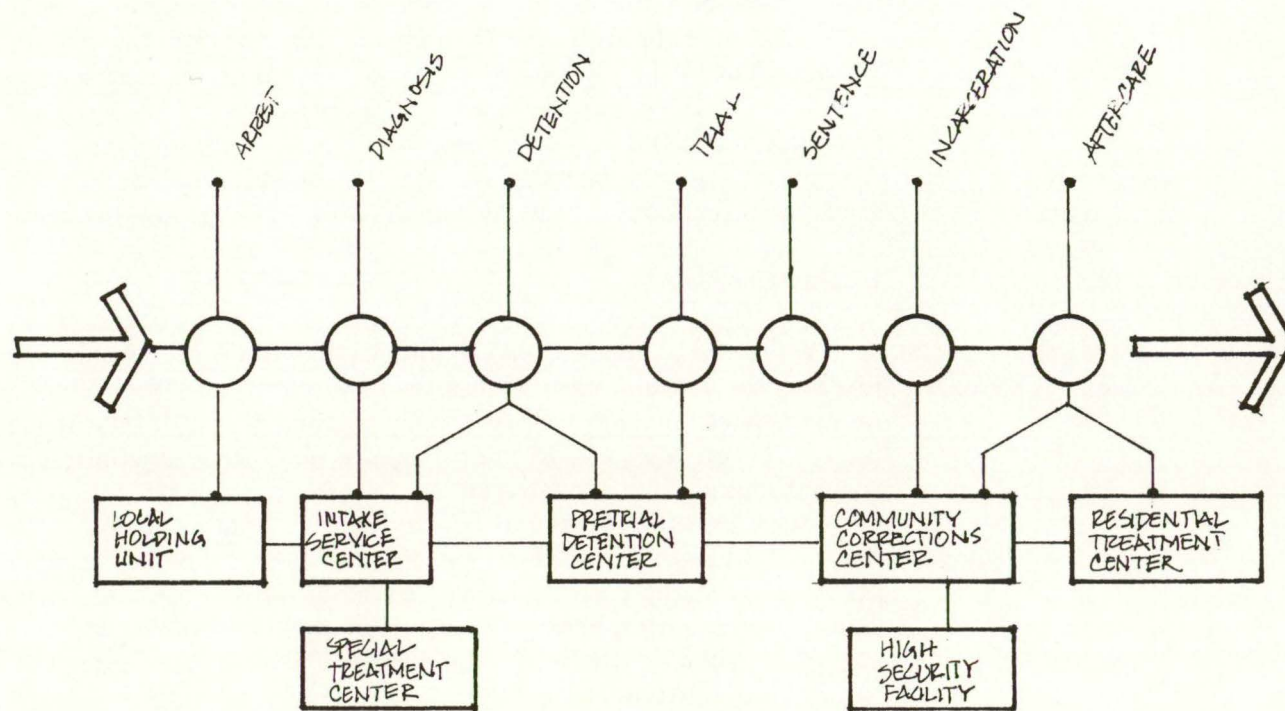 ARREST
DIAGNOSIS
DETENTION
TRIAL
SENTENCE
INCARCERATION
AFTERCARE
LOCAL
HOLDING
UNIT
INTAKE
SERVICE
CENTER
PRETRIAL
DETENTION
CENTER
COMMUNITY
CORRECTIONS
CENTER
RESIDENTIAL
TREATMENT
CENTER
SPECIAL
TREATMENT
CENTER
HIGH
SECURITY
FACILITY